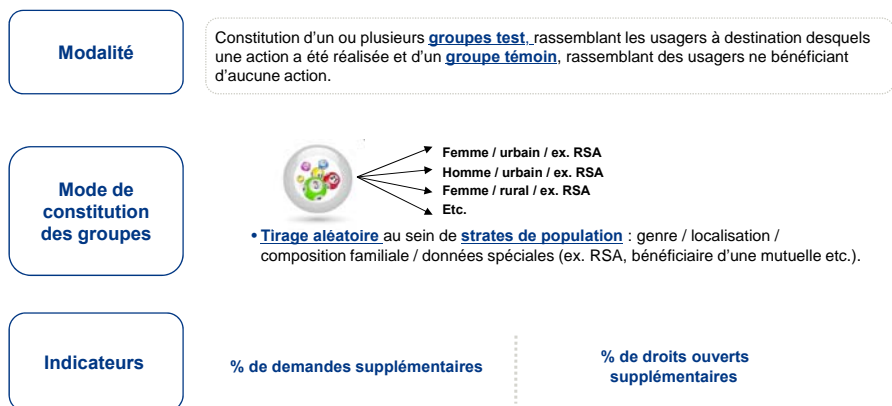 Modalité
Constitution d'un ou plusieurs groupes test, rassemblant les usagers à destination desquels
une action a été réalisée et d'un groupe témoin, rassemblant des usagers ne bénéficiant
d'aucune action.
Mode de
constitution
des groupes
Femme / urbain / ex. RSA
Homme / urbain / ex. RSA
Femme / rural / ex. RSA
Etc.
• Tirage aléatoire au sein de strates de population : genre / localisation /
composition familiale / données spéciales (ex. RSA, bénéficiaire d'une mutuelle etc.).
Indicateurs
% de demandes supplémentaires
% de droits ouverts
supplémentaires